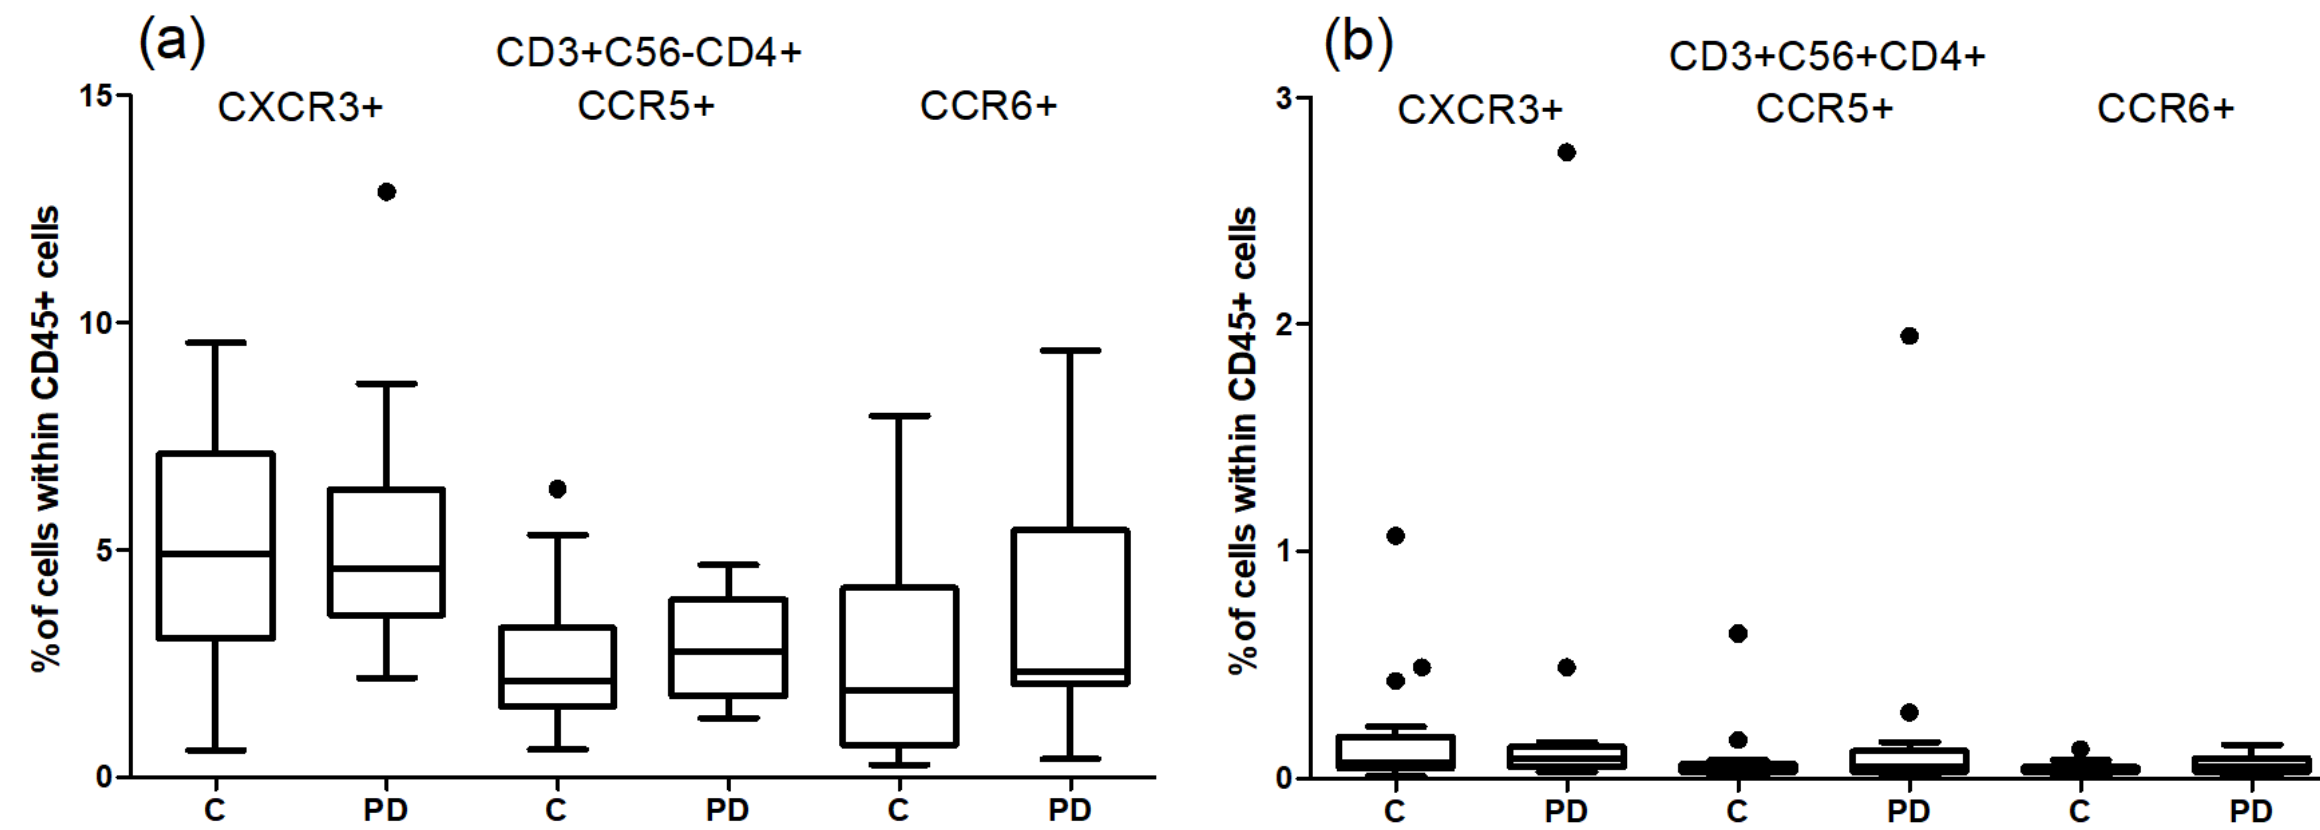 (a)
CD3+C56-CD4+
CXCR3+ CCR5+ CCR6+
% of cells within CD45+ cells
15
10
5
0
C PD C PD C PD
(b)
CD3+C56+CD4+
CXCR3+ CCR5+ CCR6+
% of cells within CD45+ cells
3
2
1
0
C PD C PD C PD